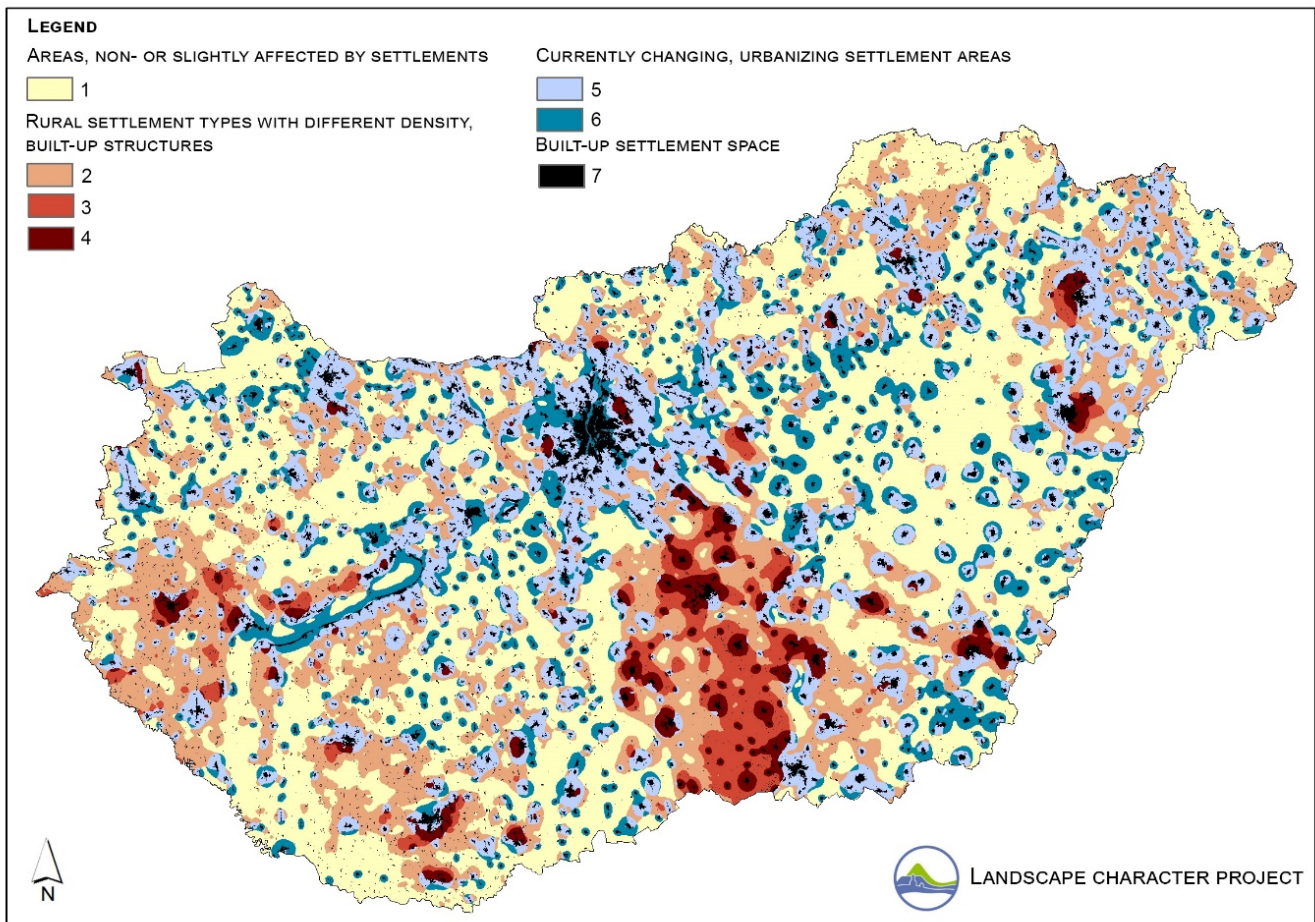 LEGEND
AREAS, NON- OR SLIGHTLY AFFECTED BY SETTLEMENTS
1
RURAL SETTLEMENT TYPES WITH DIFFERENT DENSITY,
BUILT-UP STRUCTURES
2
3
4
CURRENTLY CHANGING, URBANIZING SETTLEMENT AREAS
5
6
BUILT-UP SETTLEMENT SPACE
7
N
LANDSCAPE CHARACTER PROJECT